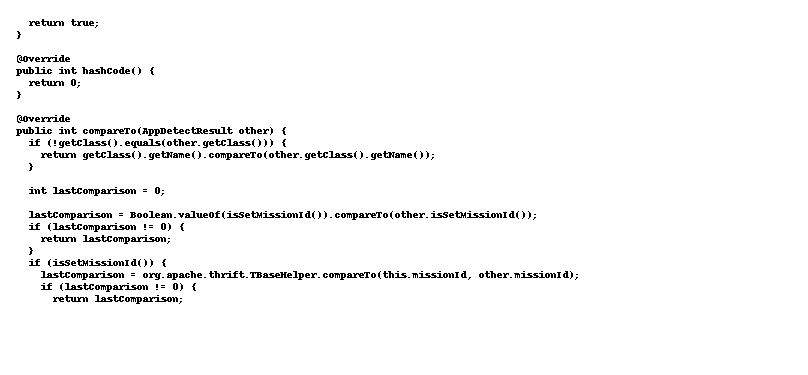 return true;
}
@Override
public int hashCode() {
return 0;
}
@Override
public int compareTo(AppDetectResult other) {
if (!getClass().equals(other.getClass())) {
return getClass().getName().compareTo(other.getClass().getName());
}
int lastComparison = 0;
lastComparison = Boolean.valueOf(isSetMissionId()).compareTo(other.isSetMissionId());
if (lastComparison != 0) {
return lastComparison;
}
if (isSetMissionId()) {
lastComparison = org.apache.thrift.TBaseHelper.compareTo(this.missionId, other.missionId);
if (lastComparison != 0) {
return lastComparison;